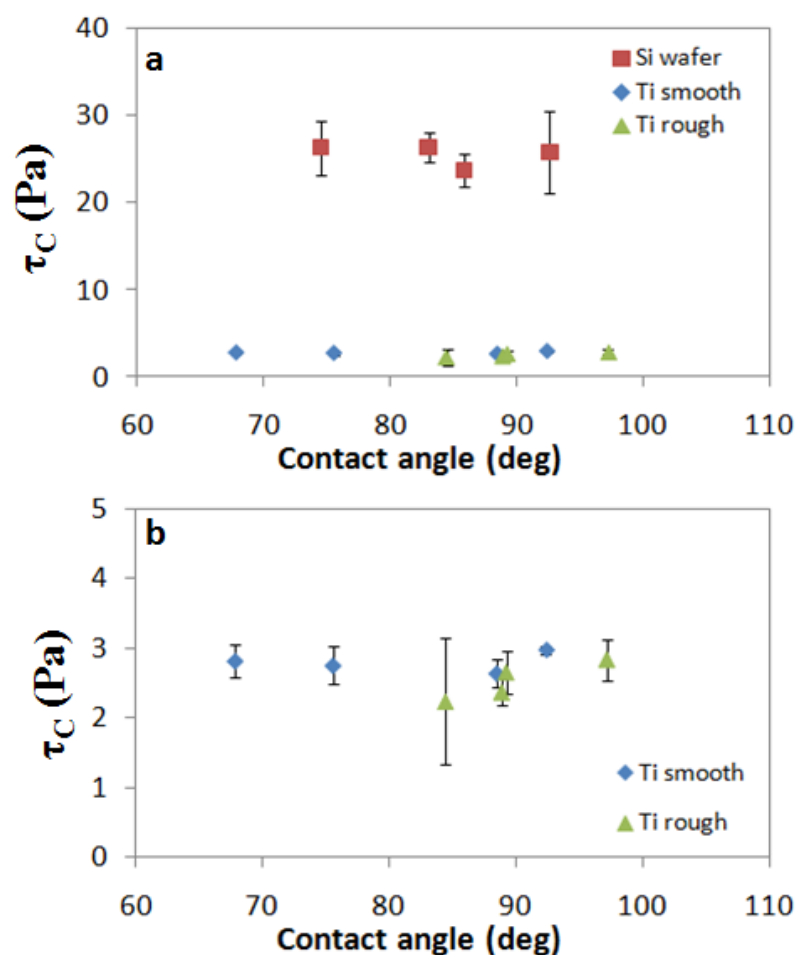 a
40
30
20
10
0
τC (Pa)
Si wafer
Ti smooth
Ti rough
60 70 80 90 100 110
Contact angle (deg)
b
5
4
3
2
1
0
τC (Pa)
Ti smooth
Ti rough
60 70 80 90 100 110
Contact angle (deg)